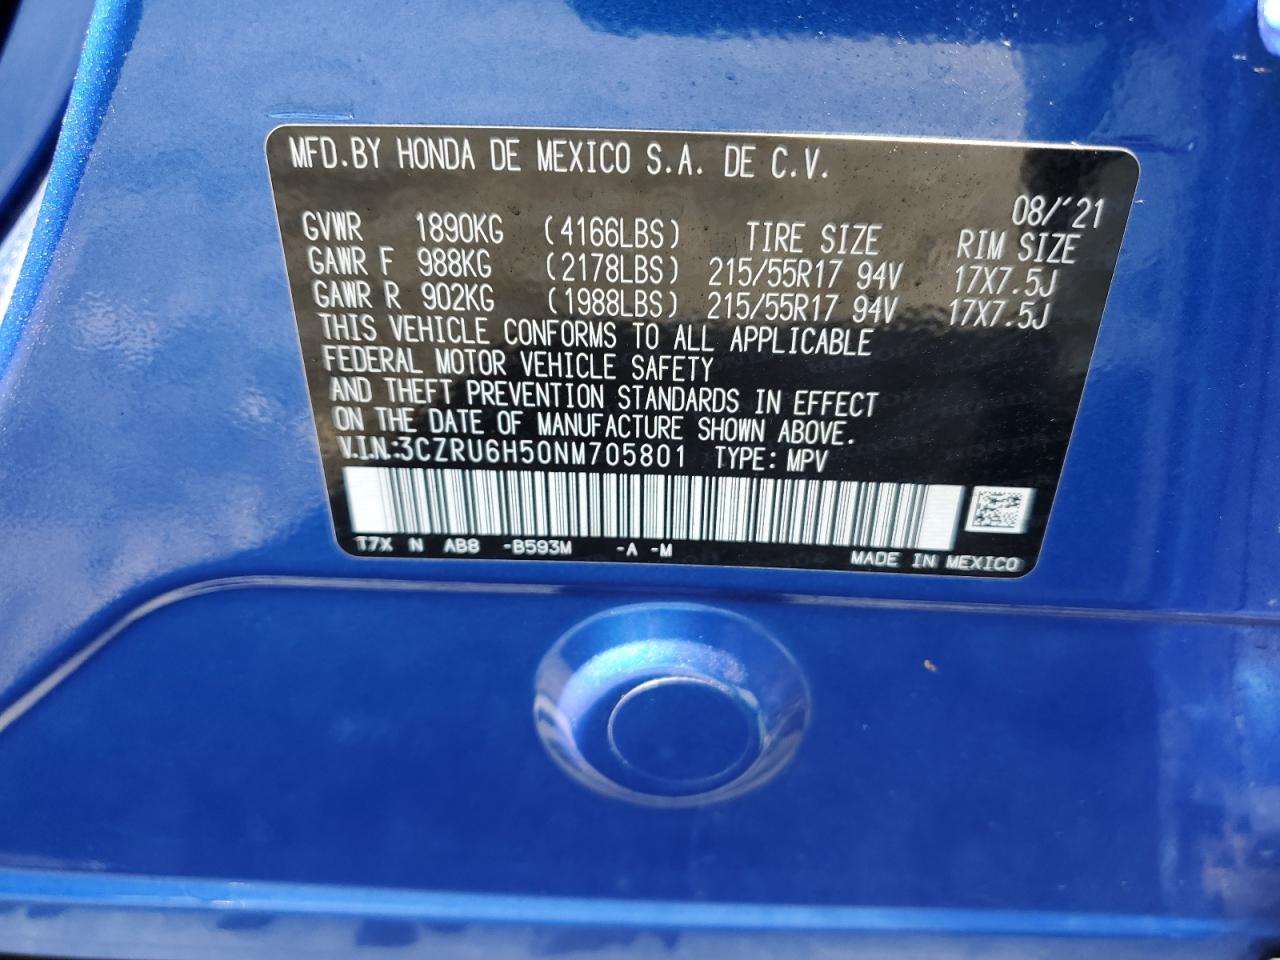 MFD.BY HONDA DE MEXICO S.A. DE C.V.
08/'21
GVWR 1890KG (4166LBS) TIRE SIZE RIM SIZE
GAWR F 988KG (2178LBS) 215/55R17 94V 17X7.5J
GAWR R 902KG (1988LBS) 215/55R17 94V 17X7.5J
THIS VEHICLE CONFORMS TO ALL APPLICABLE
FEDERAL MOTOR VEHICLE SAFETY
AND THEFT PREVENTION STANDARDS IN EFFECT
ON THE DATE OF MANUFACTURE SHOWN ABOVE.
V.I.N.:3CZRU6H50NM705801 TYPE: MPV
T7X N AB8 -B593M -A -M MADE IN MEXICO